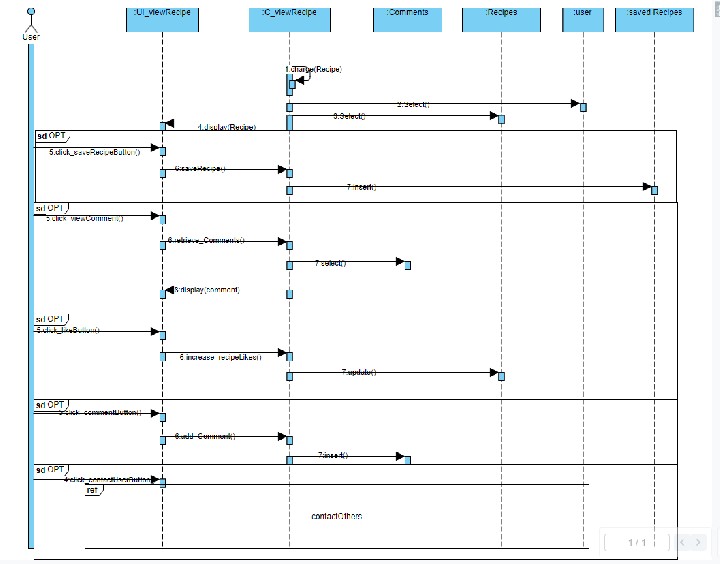 :UI_viewRecipe
:C_viewRecipe
:Comments
:Recipes
:user
:saved Recipes
User
1:charge(Recipe)
2:Select()
3:Select()
4:display(Recipe)
sd OPT
5:click_saveRecipeButton()
6:saveRecipe()
7:insert()
sd OPT
5:click_viewComment()
6:retrieve_Comments()
7:select()
8:display(comment)
sd OPT
5:click_likeButton()
6:increase_recipeLikes()
7:update()
sd OPT
5:click_commentButton()
6:add_Comment()
7:insert()
sd OPT
4:click_contactUserButton
ref
contactOthers
1 / 1